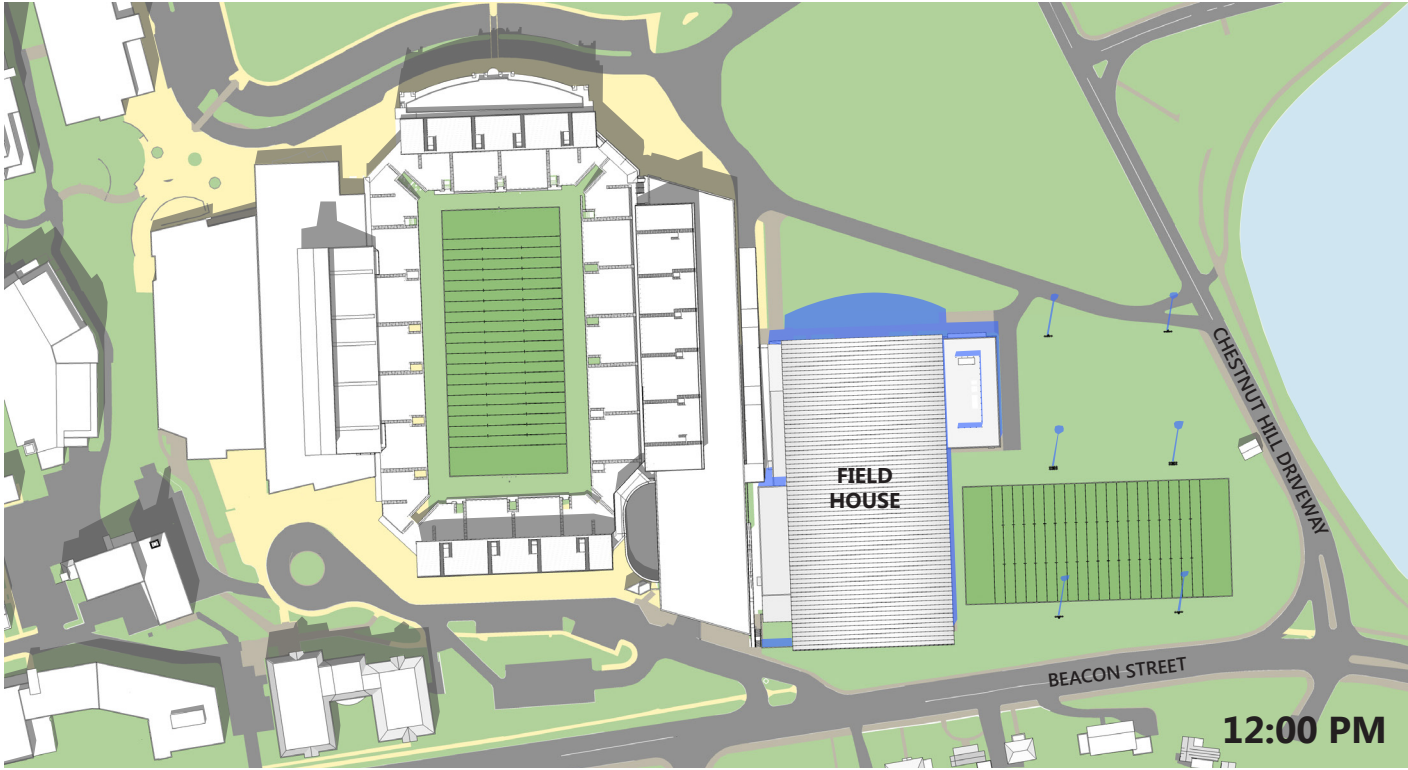 CHESTNUT HILL DRIVEWAY
FIELD
HOUSE
BEACON STREET
12:00 PM